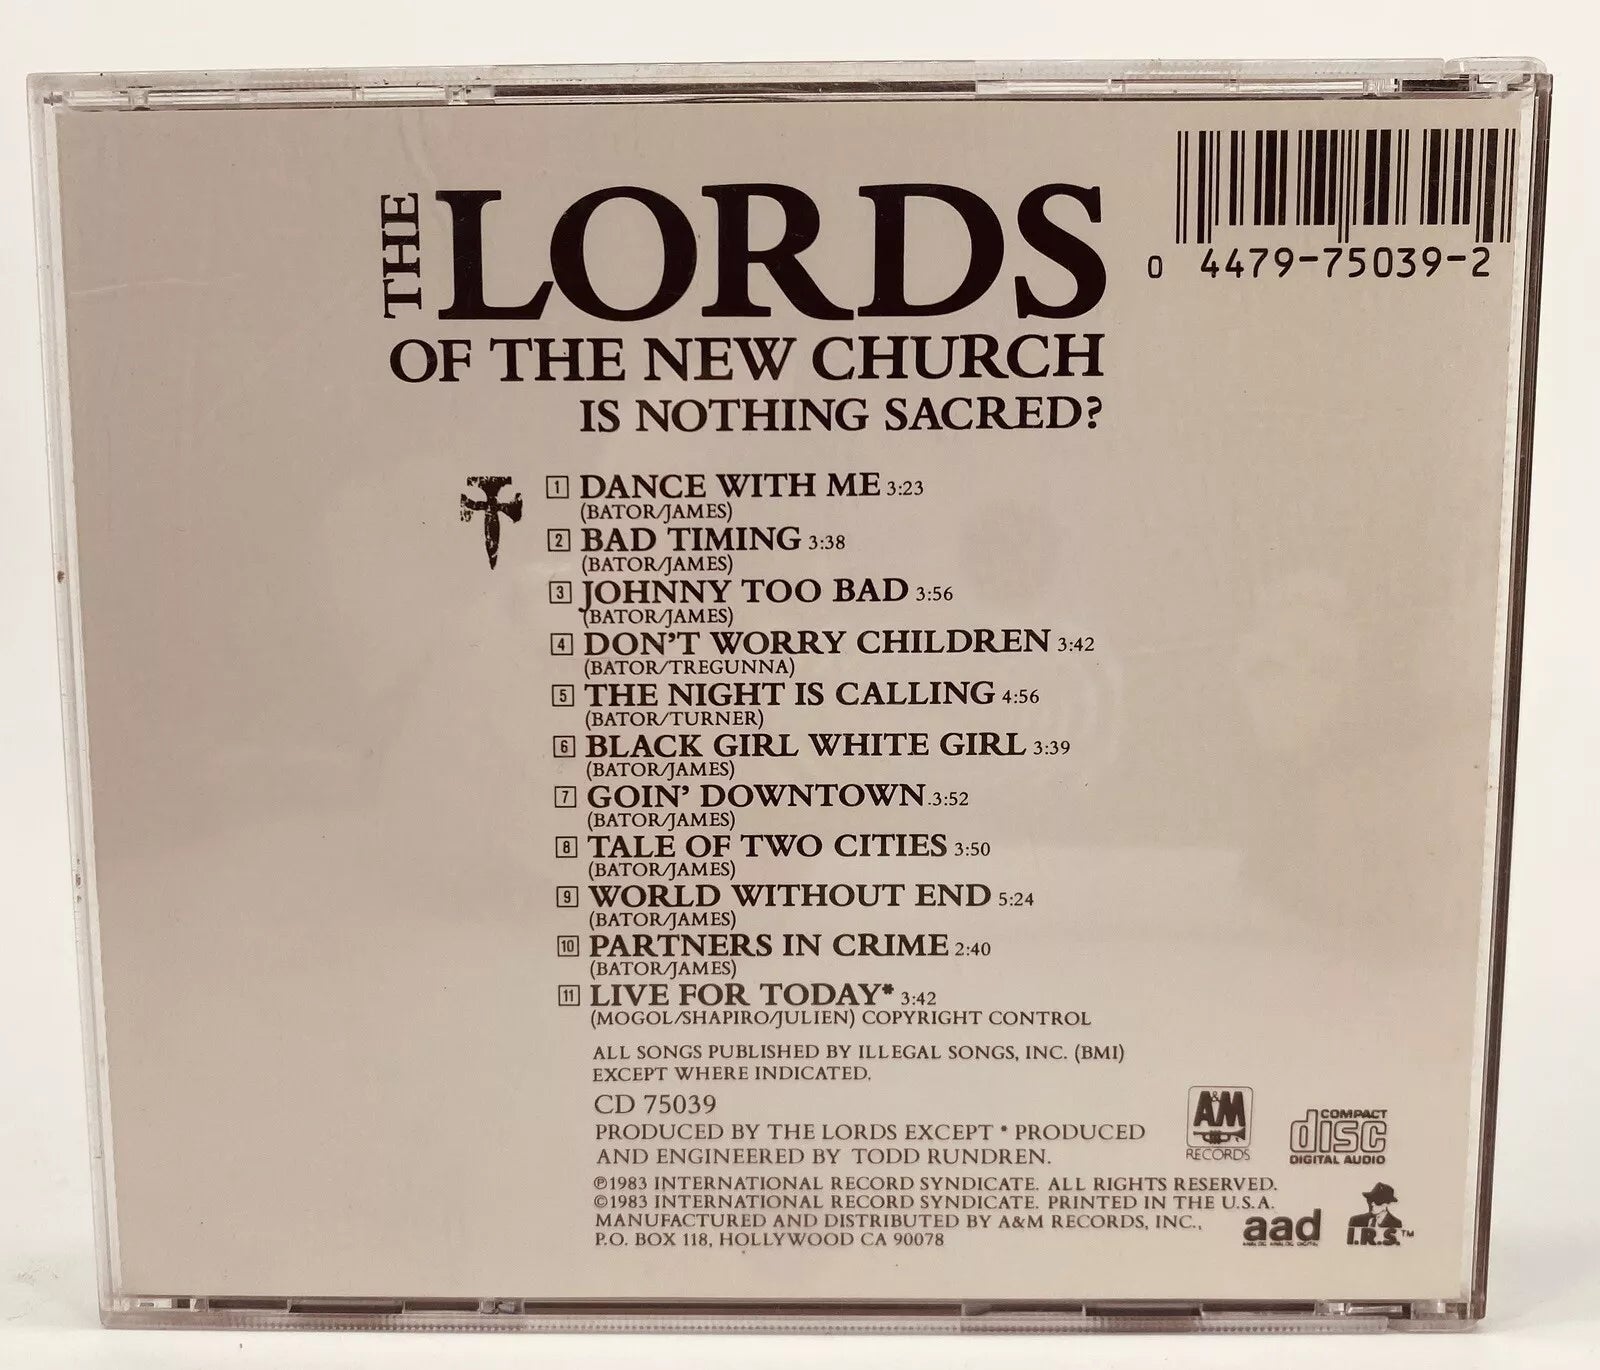 THE LORDS
OF THE NEW CHURCH
IS NOTHING SACRED?
0 4479-75039-2
1 DANCE WITH ME 3:23
(BATOR/JAMES)
2 BAD TIMING 3:38
(BATOR/JAMES)
3 JOHNNY TOO BAD 3:56
(BATOR/JAMES)
4 DON'T WORRY CHILDREN 3:42
(BATOR/TREGUNNA)
5 THE NIGHT IS CALLING 4:56
(BATOR/TURNER)
6 BLACK GIRL WHITE GIRL 3:39
(BATOR/JAMES)
7 GOIN' DOWNTOWN 3:52
(BATOR/JAMES)
8 TALE OF TWO CITIES 3:50
(BATOR/JAMES)
9 WORLD WITHOUT END 5:24
(BATOR/JAMES)
10 PARTNERS IN CRIME 2:40
(BATOR/JAMES)
11 LIVE FOR TODAY* 3:42
(MOGOL/SHAPIRO/JULIEN) COPYRIGHT CONTROL
ALL SONGS PUBLISHED BY ILLEGAL SONGS, INC. (BMI)
EXCEPT WHERE INDICATED.
CD 75039
PRODUCED BY THE LORDS EXCEPT * PRODUCED
AND ENGINEERED BY TODD RUNDREN.
℗1983 INTERNATIONAL RECORD SYNDICATE. ALL RIGHTS RESERVED.
©1983 INTERNATIONAL RECORD SYNDICATE. PRINTED IN THE U.S.A.
MANUFACTURED AND DISTRIBUTED BY A&M RECORDS, INC.,
P.O. BOX 118, HOLLYWOOD CA 90078
A&M
RECORDS
COMPACT
disc
DIGITAL AUDIO
aad
ANALOG ANALOG DIGITAL
I.R.S.™